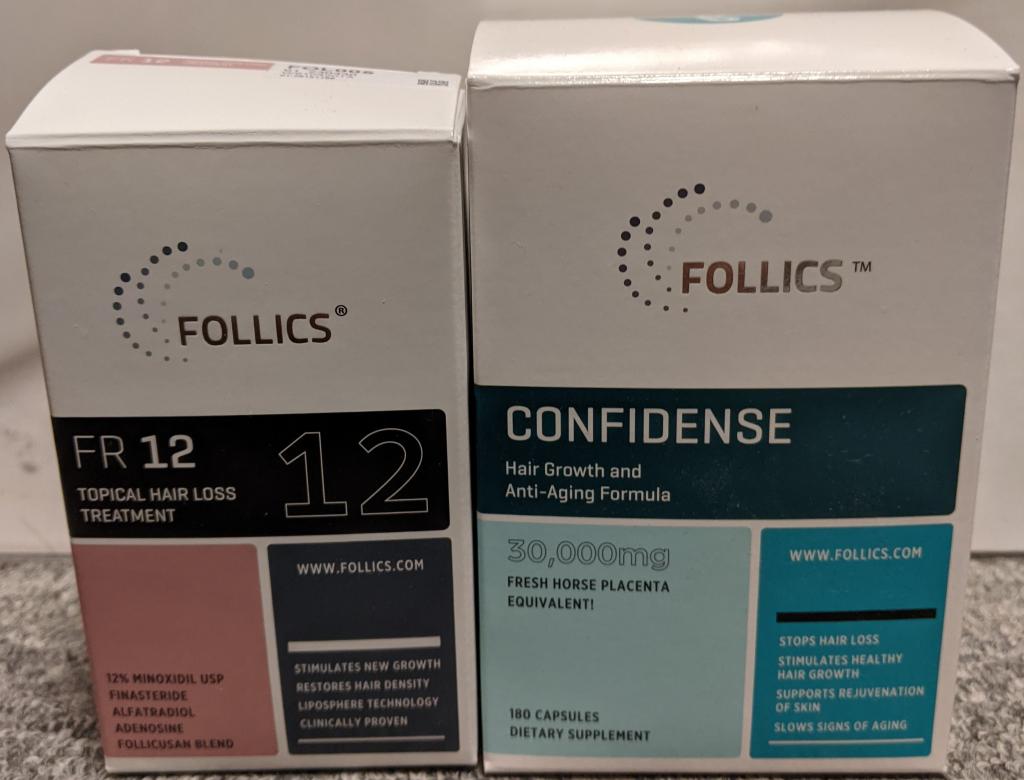 FR 12
FOL006
FOLLICS®
FR 12
12
TOPICAL HAIR LOSS
TREATMENT
WWW.FOLLICS.COM
12% MINOXIDIL USP
FINASTERIDE
ALFATRADIOL
ADENOSINE
FOLLICUSAN BLEND
STIMULATES NEW GROWTH
RESTORES HAIR DENSITY
LIPOSPHERE TECHNOLOGY
CLINICALLY PROVEN
FOLLICS™
CONFIDENSE
Hair Growth and
Anti-Aging Formula
30,000mg
FRESH HORSE PLACENTA
EQUIVALENT!
180 CAPSULES
DIETARY SUPPLEMENT
WWW.FOLLICS.COM
STOPS HAIR LOSS
STIMULATES HEALTHY
HAIR GROWTH
SUPPORTS REJUVENATION
OF SKIN
SLOWS SIGNS OF AGING